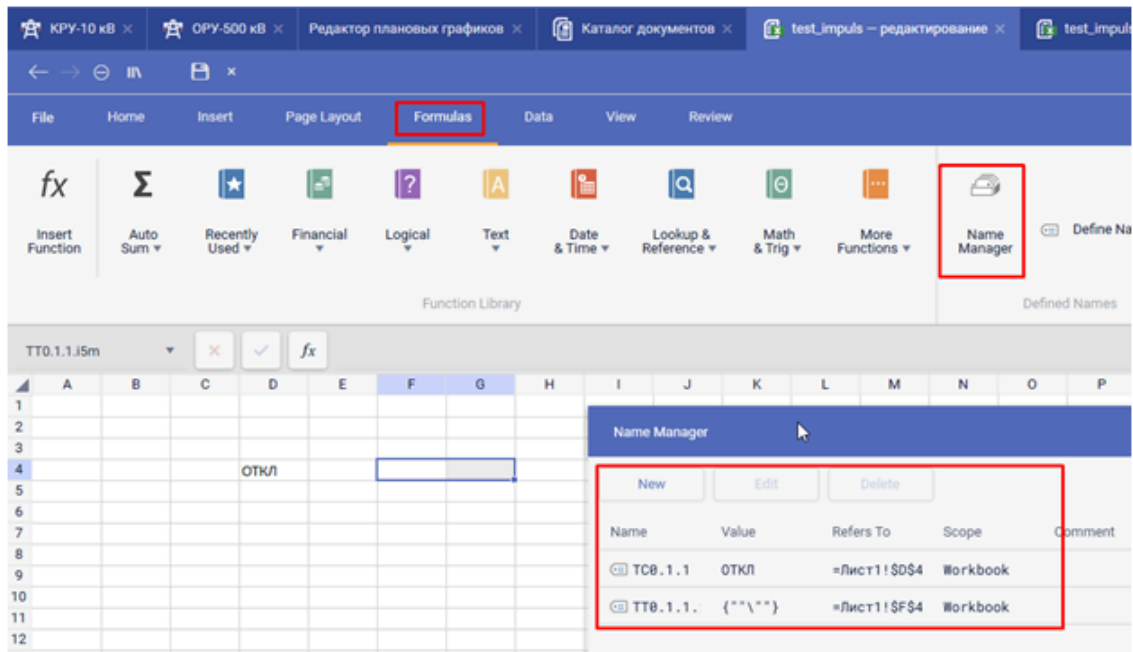 КРУ-10 кВ × ОРУ-500 кВ × Редактор плановых графиков × Каталог документов × test_impuls — редактирование × test_impuls
File Home Insert Page Layout Formulas Data View Review
fx Σ ? A Q Θ
Insert Function
Auto Sum
Recently Used
Financial
Logical
Text
Date & Time
Lookup & Reference
Math & Trig
More Functions
Name Manager
Define Na
Function Library Defined Names
TT0.1.1.i5m fx
A B C D E F G H I J K L M N O P
1
2
3
4 ОТКЛ
5
6
7
8
9
10
11
12
Name Manager
New Edit Delete
Name Value Refers To Scope Comment
TC0.1.1 ОТКЛ =Лист1!$D$4 Workbook
TT0.1.1. {""\""} =Лист1!$F$4 Workbook